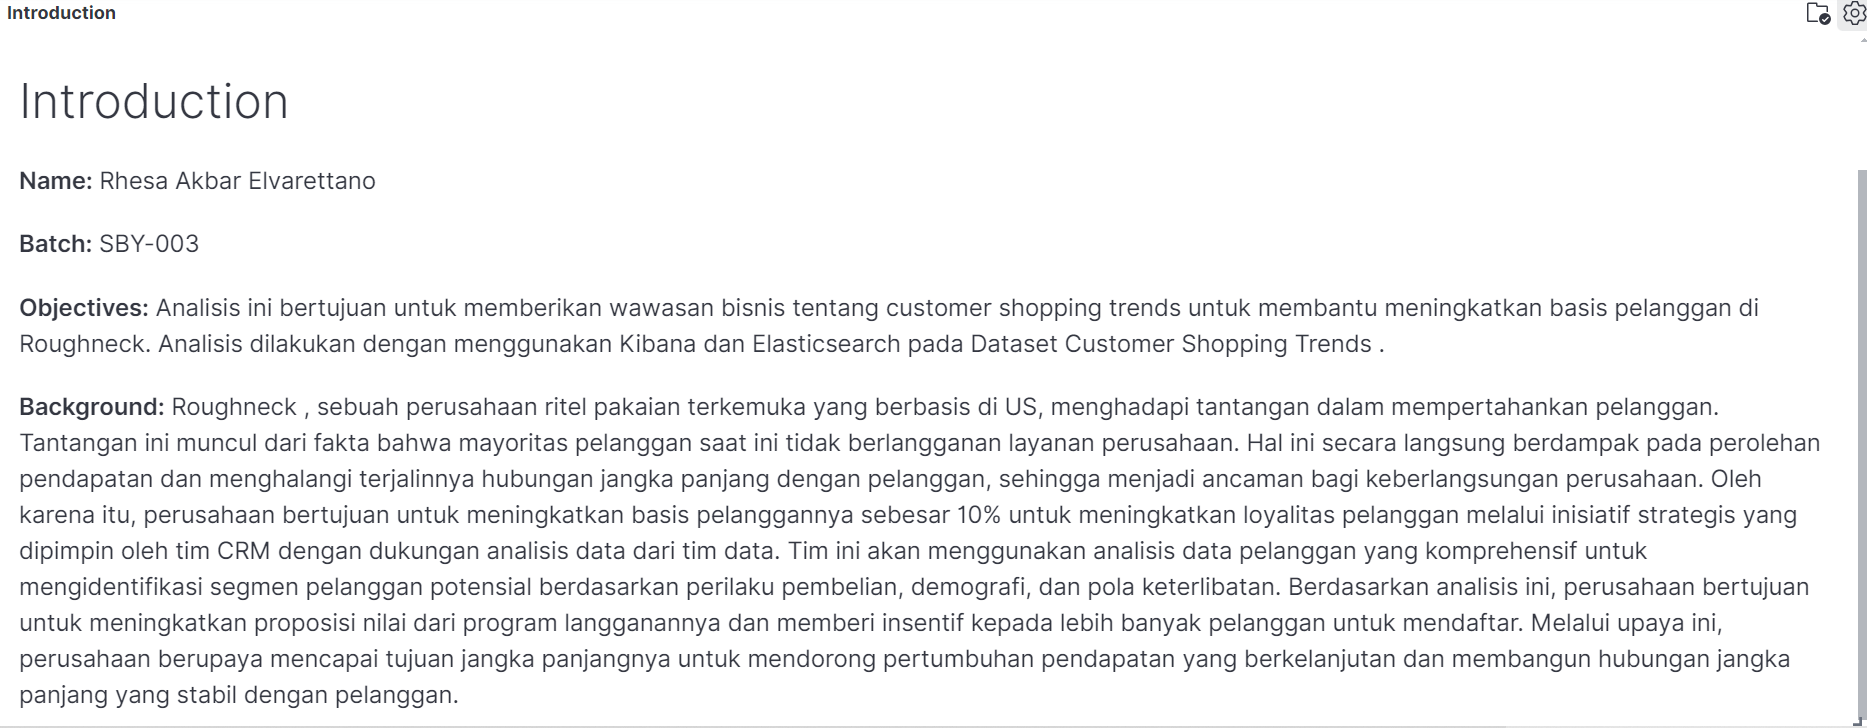 Introduction
Introduction
Name: Rhesa Akbar Elvarettano
Batch: SBY-003
Objectives: Analisis ini bertujuan untuk memberikan wawasan bisnis tentang customer shopping trends untuk membantu meningkatkan basis pelanggan di
Roughneck. Analisis dilakukan dengan menggunakan Kibana dan Elasticsearch pada Dataset Customer Shopping Trends .
Background: Roughneck , sebuah perusahaan ritel pakaian terkemuka yang berbasis di US, menghadapi tantangan dalam mempertahankan pelanggan.
Tantangan ini muncul dari fakta bahwa mayoritas pelanggan saat ini tidak berlangganan layanan perusahaan. Hal ini secara langsung berdampak pada perolehan
pendapatan dan menghalangi terjalinnya hubungan jangka panjang dengan pelanggan, sehingga menjadi ancaman bagi keberlangsungan perusahaan. Oleh
karena itu, perusahaan bertujuan untuk meningkatkan basis pelanggannya sebesar 10% untuk meningkatkan loyalitas pelanggan melalui inisiatif strategis yang
dipimpin oleh tim CRM dengan dukungan analisis data dari tim data. Tim ini akan menggunakan analisis data pelanggan yang komprehensif untuk
mengidentifikasi segmen pelanggan potensial berdasarkan perilaku pembelian, demografi, dan pola keterlibatan. Berdasarkan analisis ini, perusahaan bertujuan
untuk meningkatkan proposisi nilai dari program langganannya dan memberi insentif kepada lebih banyak pelanggan untuk mendaftar. Melalui upaya ini,
perusahaan berupaya mencapai tujuan jangka panjangnya untuk mendorong pertumbuhan pendapatan yang berkelanjutan dan membangun hubungan jangka
panjang yang stabil dengan pelanggan.